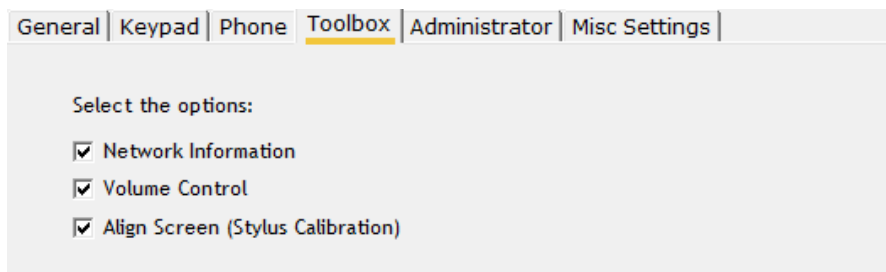 General Keypad Phone Toolbox Administrator Misc Settings
Select the options:
Network Information
Volume Control
Align Screen (Stylus Calibration)